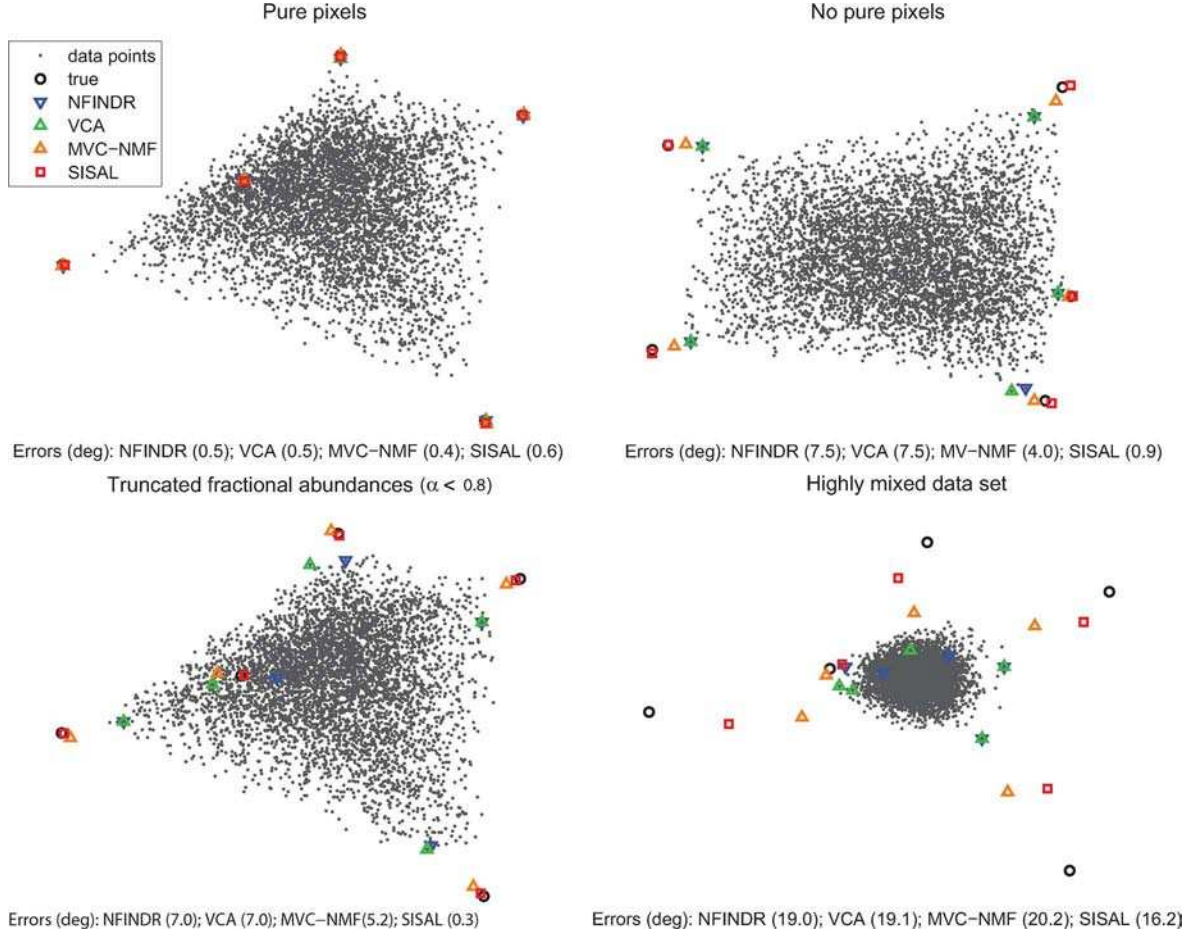 Pure pixels
No pure pixels
data points
true
NFINDR
VCA
MVC−NMF
SISAL
Errors (deg): NFINDR (0.5); VCA (0.5); MVC−NMF (0.4); SISAL (0.6)
Errors (deg): NFINDR (7.5); VCA (7.5); MV−NMF (4.0); SISAL (0.9)
Truncated fractional abundances (α < 0.8)
Highly mixed data set
Errors (deg): NFINDR (7.0); VCA (7.0); MVC−NMF(5.2); SISAL (0.3)
Errors (deg): NFINDR (19.0); VCA (19.1); MVC−NMF (20.2); SISAL (16.2)